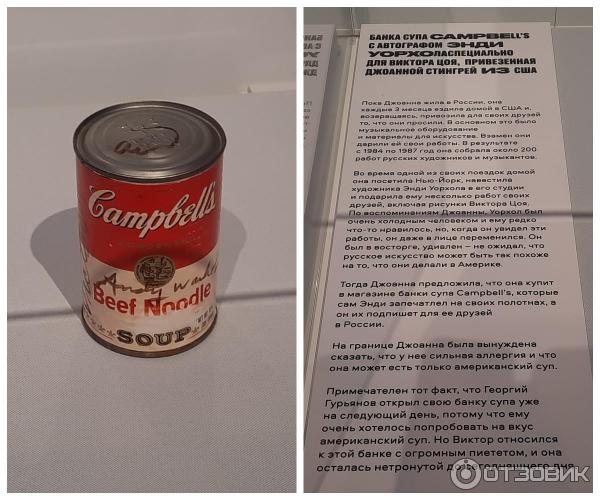 Campbell's
CONDENSED
Andy Warhol
Beef Noodle
SOUP
БАНКА СУПА CAMPBELL'S
С АВТОГРАФОМ ЭНДИ
УОРХОЛАСПЕЦИАЛЬНО
ДЛЯ ВИКТОРА ЦОЯ, ПРИВЕЗЕННАЯ
ДЖОАННОЙ СТИНГРЕЙ ИЗ США
Пока Джоанна жила в России, она
каждые 3 месяца ездила домой в США и,
возвращаясь, привозила для своих друзей
то, что они просили. В основном это было
музыкальное оборудование
и материалы для искусства. Взамен они
дарили ей свои работы. В результате
с 1984 по 1987 год она собрала около 200
работ русских художников и музыкантов.
Во время одной из своих поездок домой
она посетила Нью-Йорк, навестила
художника Энди Уорхола в его студии
и подарила ему несколько работ своих
друзей, включая рисунки Виктора Цоя.
По воспоминаниям Джоанны, Уорхол был
очень холодным человеком и ему редко
что-то нравилось, но, когда он увидел эти
работы, он даже в лице переменился. Он
был в восторге, удивлен – не ожидал, что
русское искусство может быть так похоже
на то, что они делали в Америке.
Тогда Джоанна предложила, что она купит
в магазине банки супа Campbell's, которые
сам Энди запечатлел на своих полотнах, а
он их подпишет для ее друзей
в России.
На границе Джоанна была вынуждена
сказать, что у нее сильная аллергия и что
она может есть только американский суп.
Примечателен тот факт, что Георгий
Гурьянов открыл свою банку супа уже
на следующий день, потому что ему
очень хотелось попробовать на вкус
американский суп. Но Виктор относился
к этой банке с огромным пиететом, и она
осталась нетронутой до сегодняшнего дня.
ОТЗОВИК